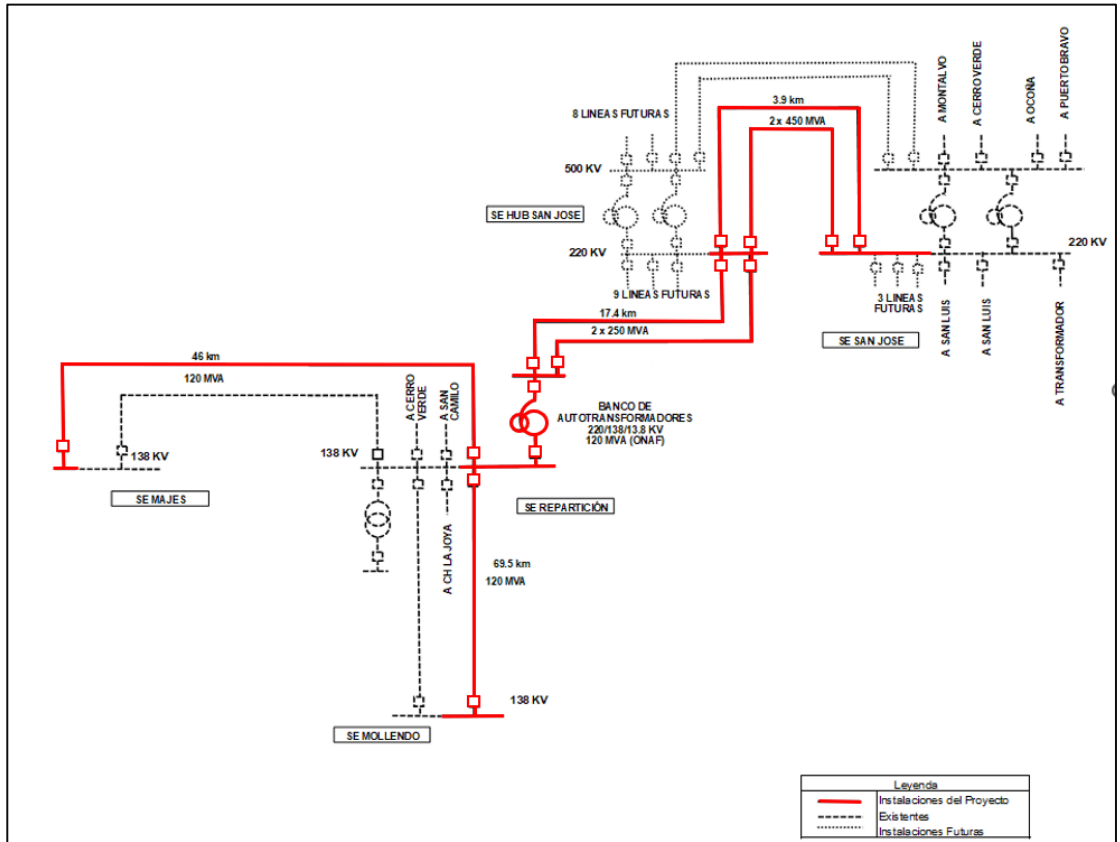 A MONTALVO
A CERRO VERDE
A OCOÑA
A PUERTO BRAVO
3.9 km
2 x 450 MVA
8 LINEAS FUTURAS
500 KV
SE HUB SAN JOSE
220 KV
220 KV
9 LINEAS FUTURAS
3 LINEAS
FUTURAS
SE SAN JOSE
A SAN LUIS
A SAN LUIS
A TRANSFORMADOR
17.4 km
2 x 250 MVA
46 km
120 MVA
A CERRO
VERDE
A SAN
CAMILO
BANCO DE
AUTOTRANSFORMADORES
220/138/13.8 KV
120 MVA (ONAF)
138 KV
138 KV
SE MAJES
SE REPARTICIÓN
A CH LA JOYA
69.5 km
120 MVA
138 KV
SE MOLLENDO
Leyenda
Instalaciones del Proyecto
Existentes
Instalaciones Futuras